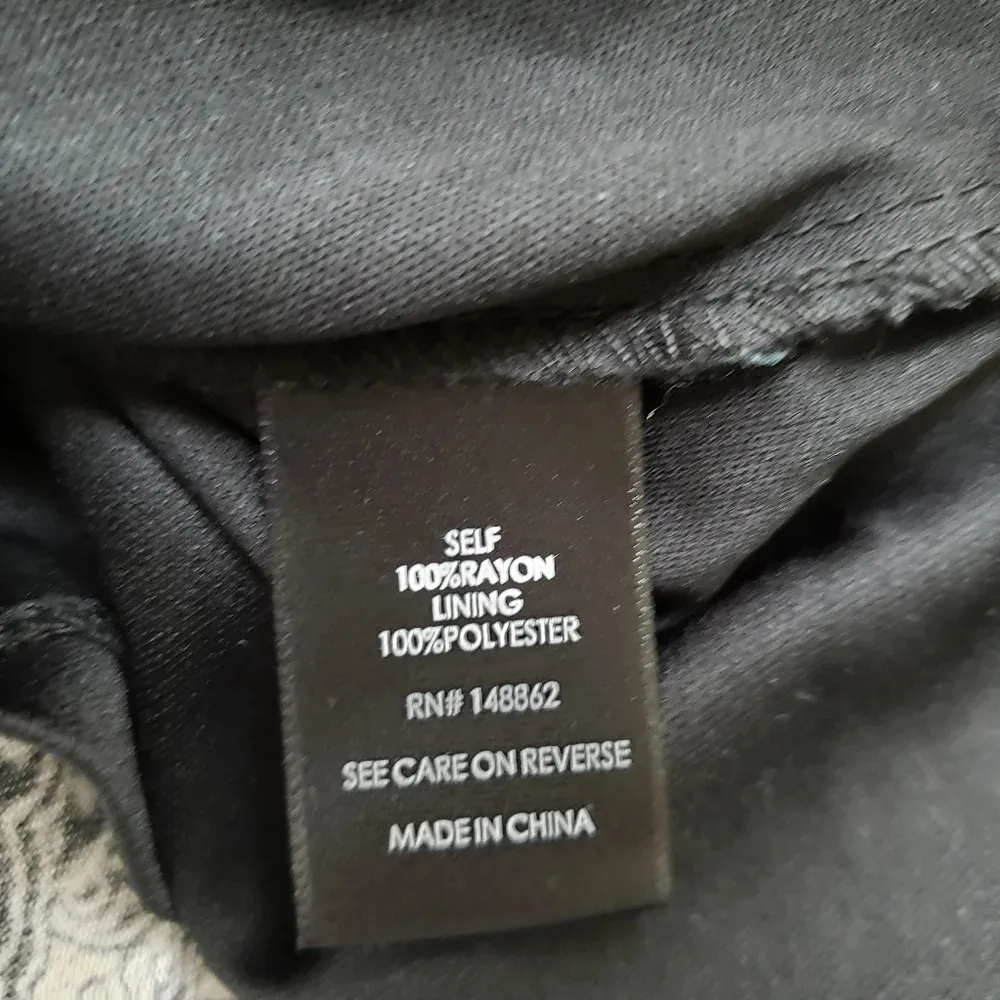 SELF
100%RAYON
LINING
100%POLYESTER
RN# 148862
SEE CARE ON REVERSE
MADE IN CHINA